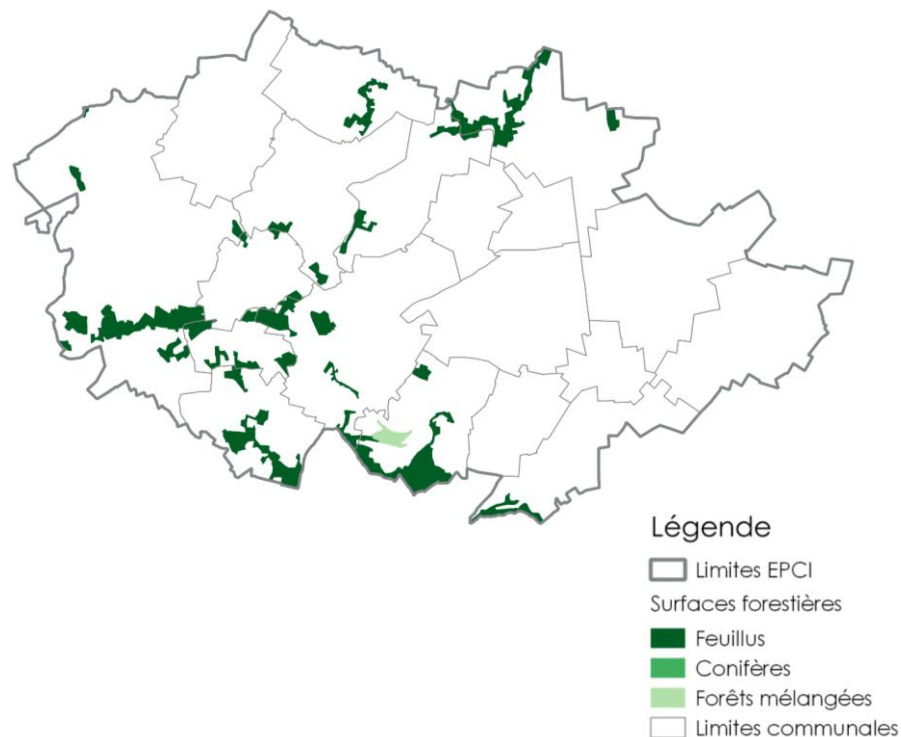 Légende
Limites EPCI
Surfaces forestières
Feuillus
Conifères
Forêts mélangées
Limites communales